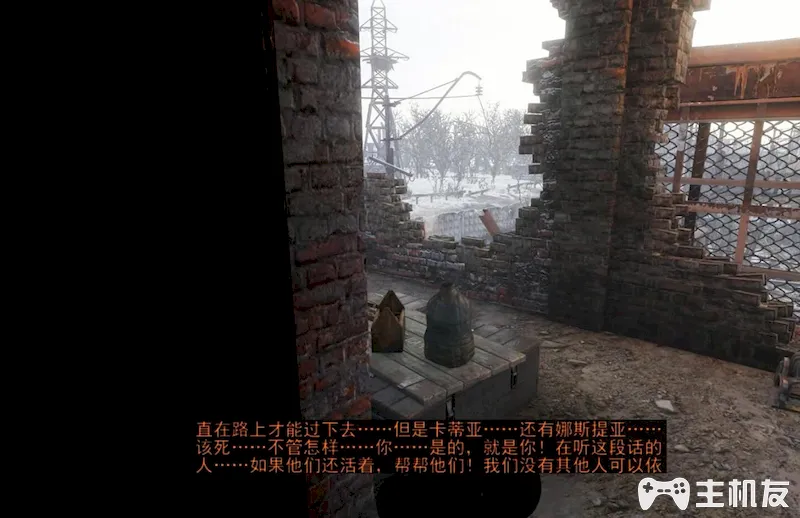 直在路上才能过下去……但是卡蒂亚……还有娜斯提亚……
该死……不管怎样……你……是的，就是你！在听这段话的
人……如果他们还活着，帮帮他们！我们没有其他人可以依
主机友